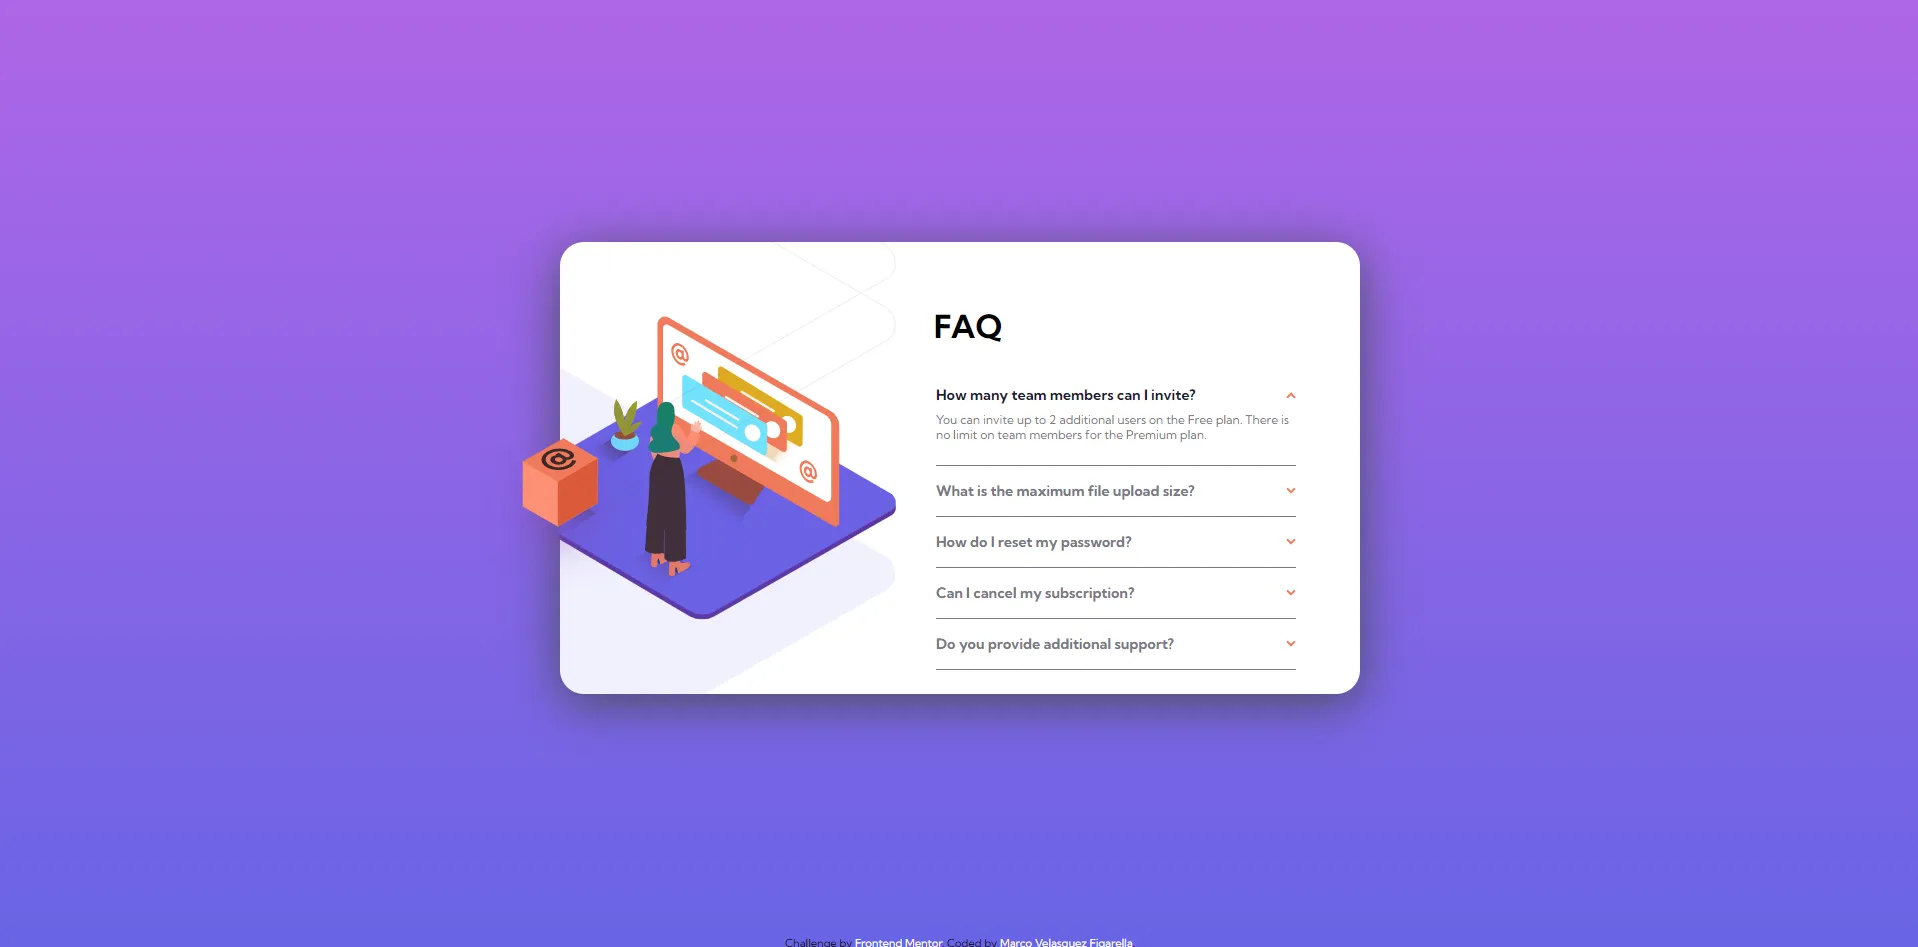 FAQ
How many team members can I invite?
You can invite up to 2 additional users on the Free plan. There is
no limit on team members for the Premium plan.
What is the maximum file upload size?
How do I reset my password?
Can I cancel my subscription?
Do you provide additional support?
@
@
@
Challenge by Frontend Mentor. Coded by Marco Velasquez Figarella.